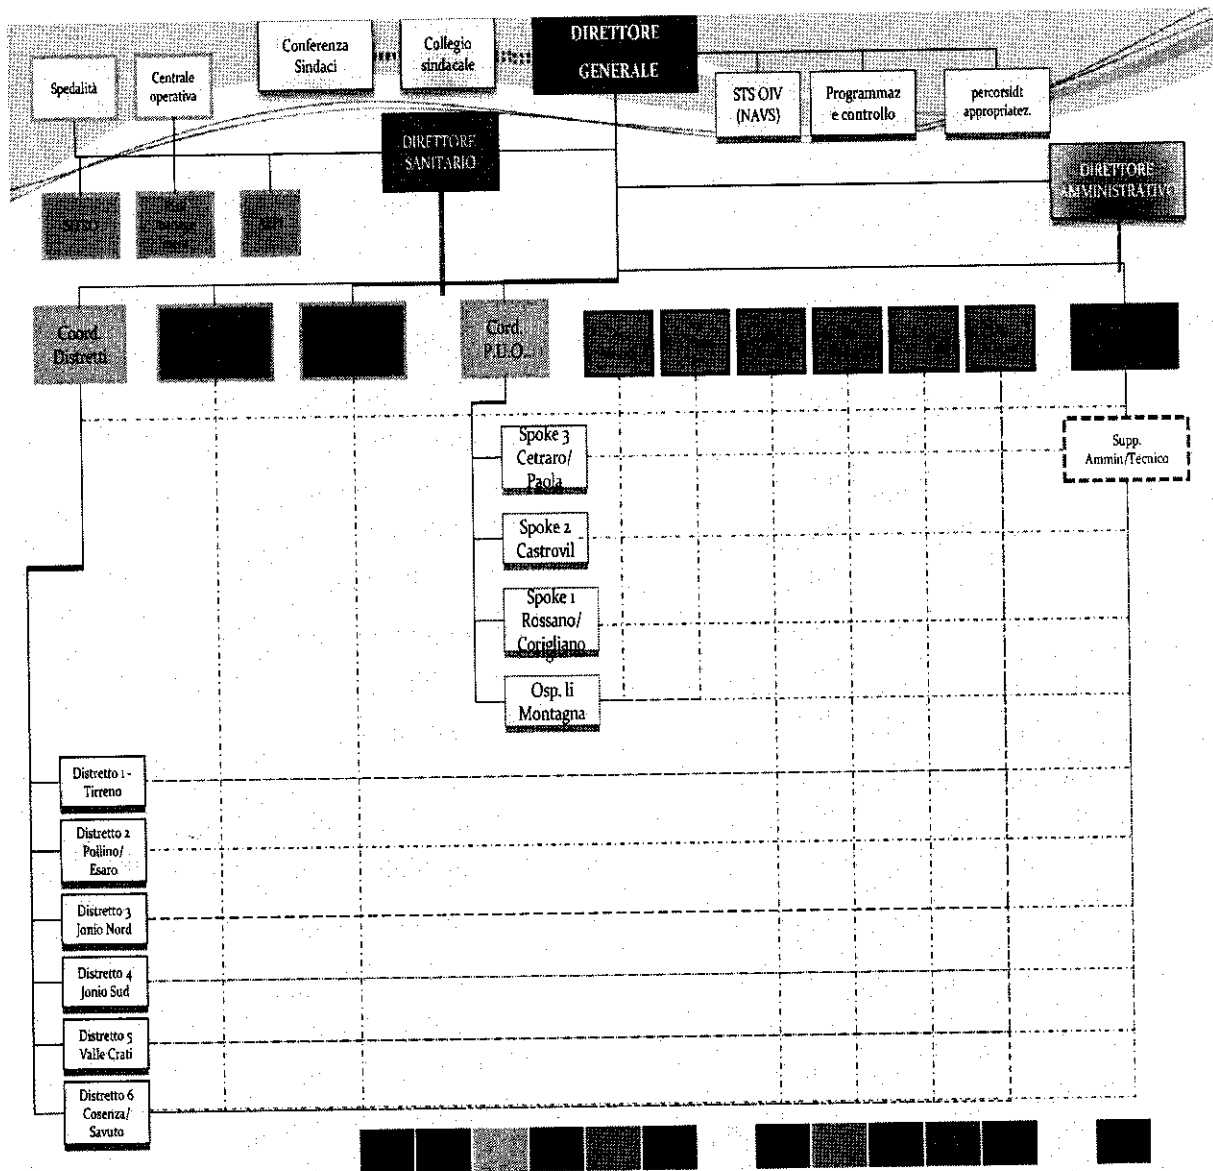 Conferenza
Sindaci
Collegio
sindacale
DIRETTORE
GENERALE
Spedalità
Centrale
operativa
STS OIV
(NAVS)
Programmaz
e controllo
percorsidt
appropriatez.
DIRETTORE
SANITARIO
DIRETTORE
AMMINISTRATIVO
Coord.
Distretti
Cord.
P.U.O.
Spoke 3
Cetraro/
Paola
Supp.
Ammin/Tecnico
Spoke 2
Castrovil
Spoke 1
Rossano/
Corigliano
Osp. li
Montagna
Distretto 1 -
Tirreno
Distretto 2
Pollino/
Esaro
Distretto 3
Jonio Nord
Distretto 4
Jonio Sud
Distretto 5
Valle Crati
Distretto 6
Cosenza/
Savuto